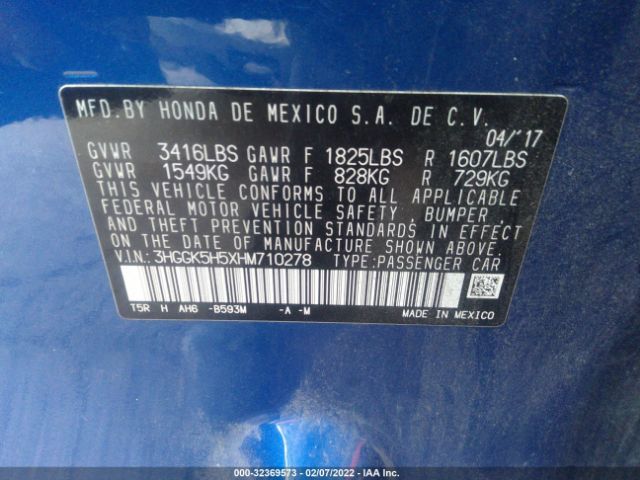 MFD.BY HONDA DE MEXICO S.A. DE C.V.
04/'17
GVWR 3416LBS GAWR F 1825LBS R 1607LBS
GVWR 1549KG GAWR F 828KG R 729KG
THIS VEHICLE CONFORMS TO ALL APPLICABLE
FEDERAL MOTOR VEHICLE SAFETY, BUMPER,
AND THEFT PREVENTION STANDARDS IN EFFECT
ON THE DATE OF MANUFACTURE SHOWN ABOVE.
V.I.N.: 3HGGK5H5XHM710278 TYPE:PASSENGER CAR
T5R H AH6 -B593M -A -M
MADE IN MEXICO
000-32369573 - 02/07/2022 - IAA Inc.